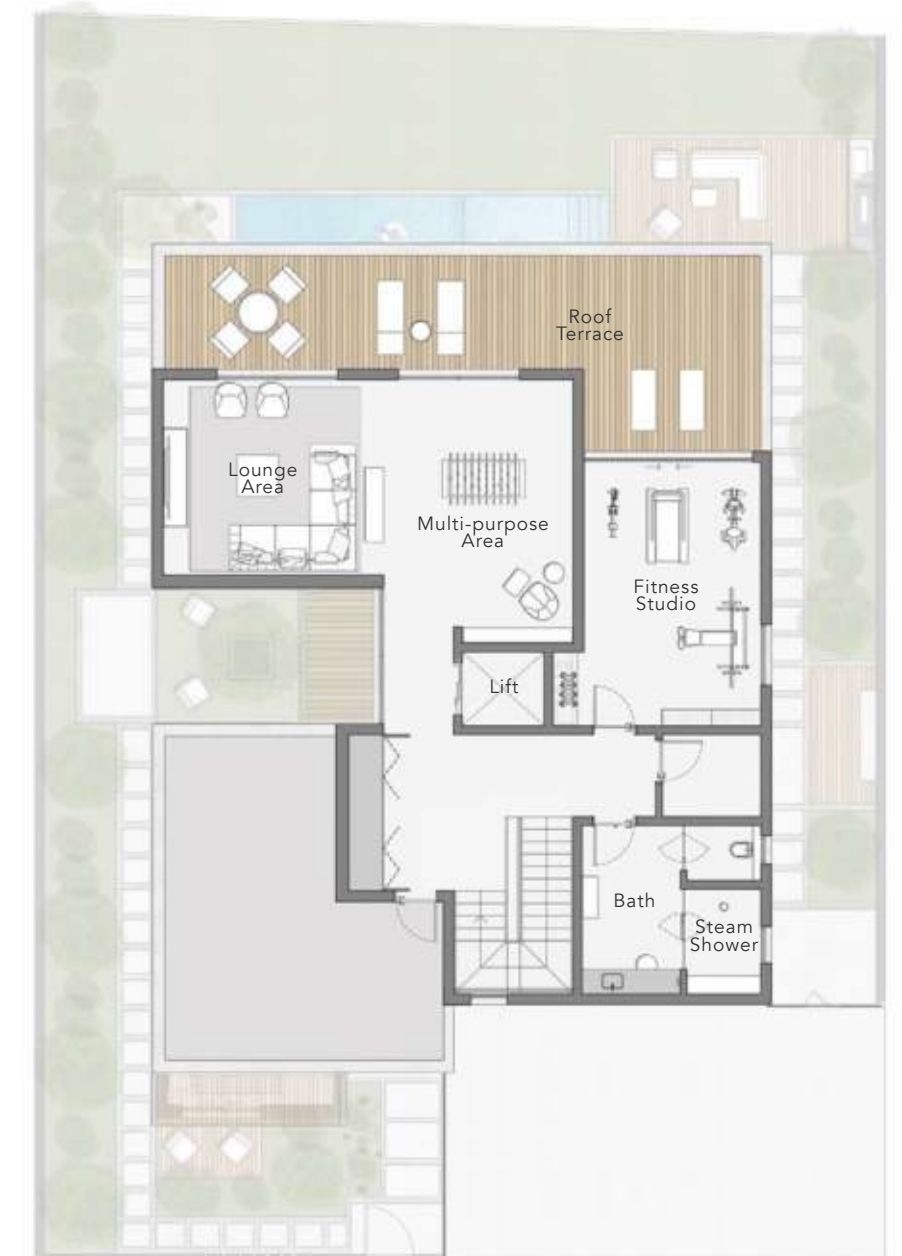 Roof
Terrace
Lounge
Area
Multi-purpose
Area
Fitness
Studio
Lift
Bath
Steam
Shower